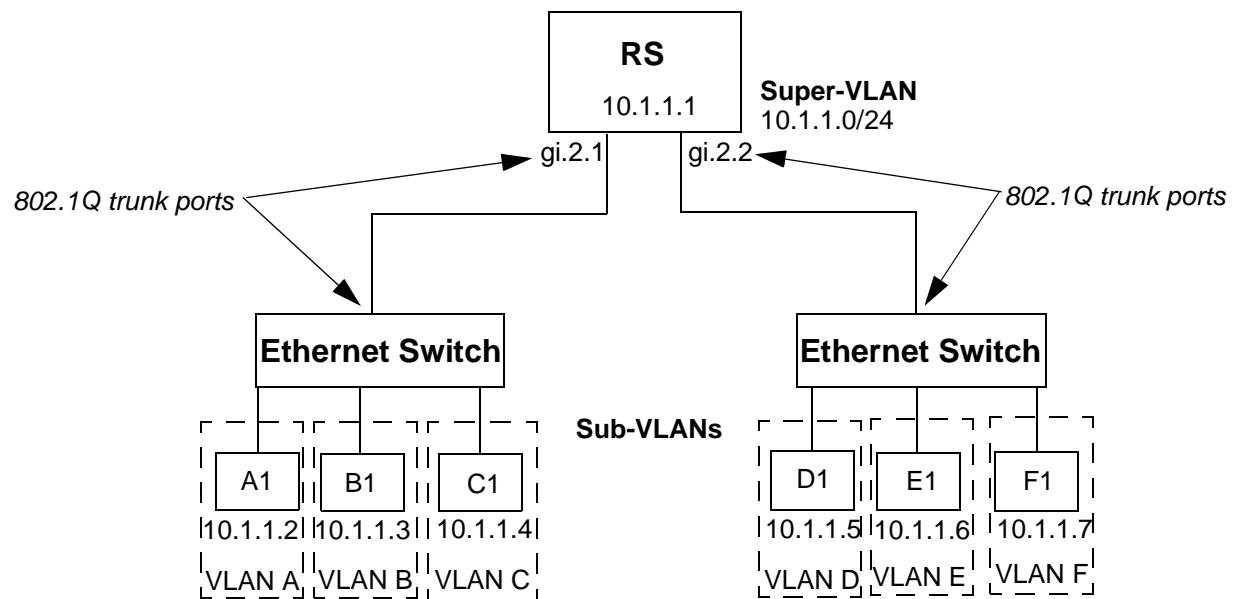 RS
10.1.1.1
Super-VLAN
10.1.1.0/24
gi.2.1
gi.2.2
802.1Q trunk ports
802.1Q trunk ports
Ethernet Switch
Ethernet Switch
Sub-VLANs
A1
B1
C1
D1
E1
F1
10.1.1.2
10.1.1.3
10.1.1.4
10.1.1.5
10.1.1.6
10.1.1.7
VLAN A
VLAN B
VLAN C
VLAN D
VLAN E
VLAN F